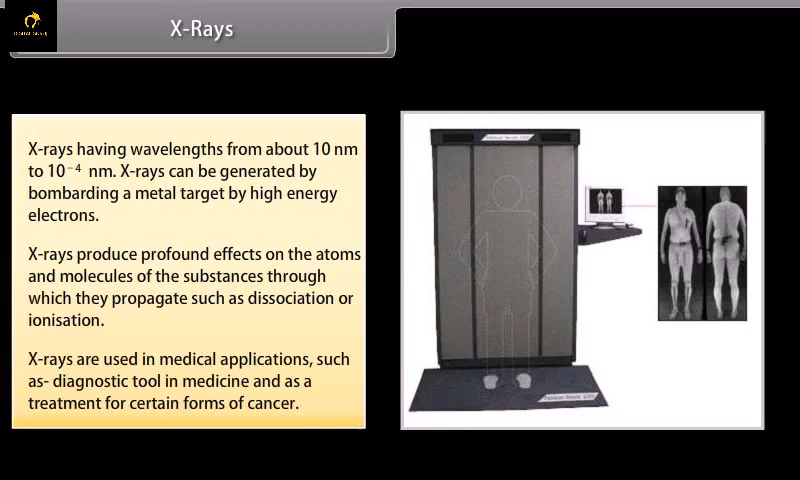 X-Rays
X-rays having wavelengths from about 10 nm
to 10⁻⁴ nm. X-rays can be generated by
bombarding a metal target by high energy
electrons.
X-rays produce profound effects on the atoms
and molecules of the substances through
which they propagate such as dissociation or
ionisation.
X-rays are used in medical applications, such
as- diagnostic tool in medicine and as a
treatment for certain forms of cancer.